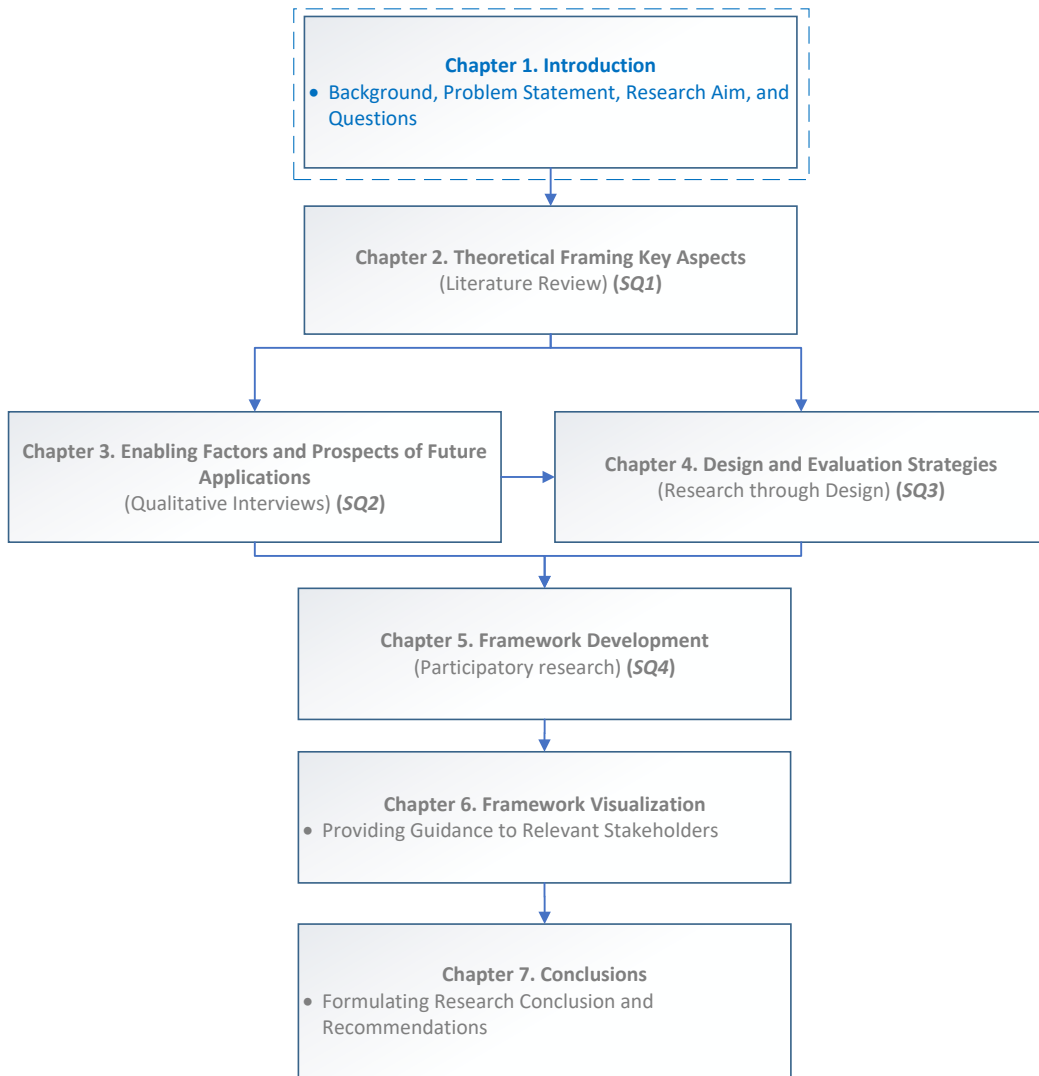 Chapter 1. Introduction
• Background, Problem Statement, Research Aim, and
Questions
Chapter 2. Theoretical Framing Key Aspects
(Literature Review) (SQ1)
Chapter 3. Enabling Factors and Prospects of Future
Applications
(Qualitative Interviews) (SQ2)
Chapter 4. Design and Evaluation Strategies
(Research through Design) (SQ3)
Chapter 5. Framework Development
(Participatory research) (SQ4)
Chapter 6. Framework Visualization
• Providing Guidance to Relevant Stakeholders
Chapter 7. Conclusions
• Formulating Research Conclusion and
Recommendations